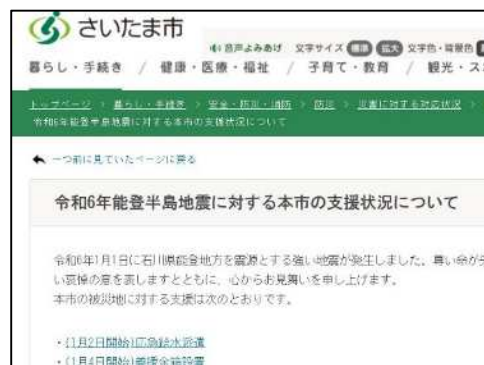 さいたま市
音声よみあげ 文字サイズ 標準 拡大 文字色・背景色
暮らし・手続き / 健康・医療・福祉 / 子育て・教育 / 観光・ス
トップページ > 暮らし・手続き > 安全・防災・消防 > 防災 > 災害に対する対応状況 >
令和6年能登半島地震に対する本市の支援状況について
一つ前に見ていたページに戻る
令和6年能登半島地震に対する本市の支援状況について
令和6年1月1日に石川県能登地方を震源とする強い地震が発生しました。尊い命が
い哀悼の意を表しますとともに、心からお見舞いを申し上げます。
本市の被災地に対する支援は次のとおりです。
・(1月2日開始)応急給水派遣
・(1月4日開始)義援金箱設置